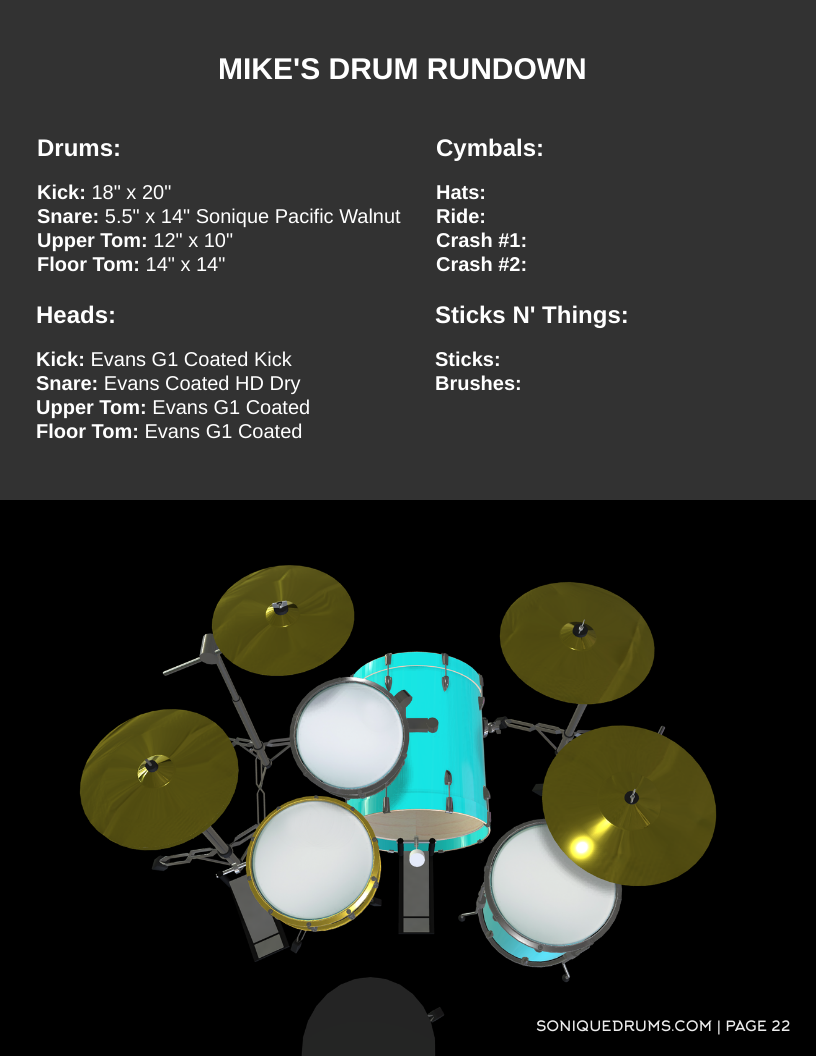 MIKE'S DRUM RUNDOWN
Drums:
Kick: 18" x 20"
Snare: 5.5" x 14" Sonique Pacific Walnut
Upper Tom: 12" x 10"
Floor Tom: 14" x 14"
Heads:
Kick: Evans G1 Coated Kick
Snare: Evans Coated HD Dry
Upper Tom: Evans G1 Coated
Floor Tom: Evans G1 Coated
Cymbals:
Hats:
Ride:
Crash #1:
Crash #2:
Sticks N' Things:
Sticks:
Brushes:
SONIQUEDRUMS.COM | PAGE 22